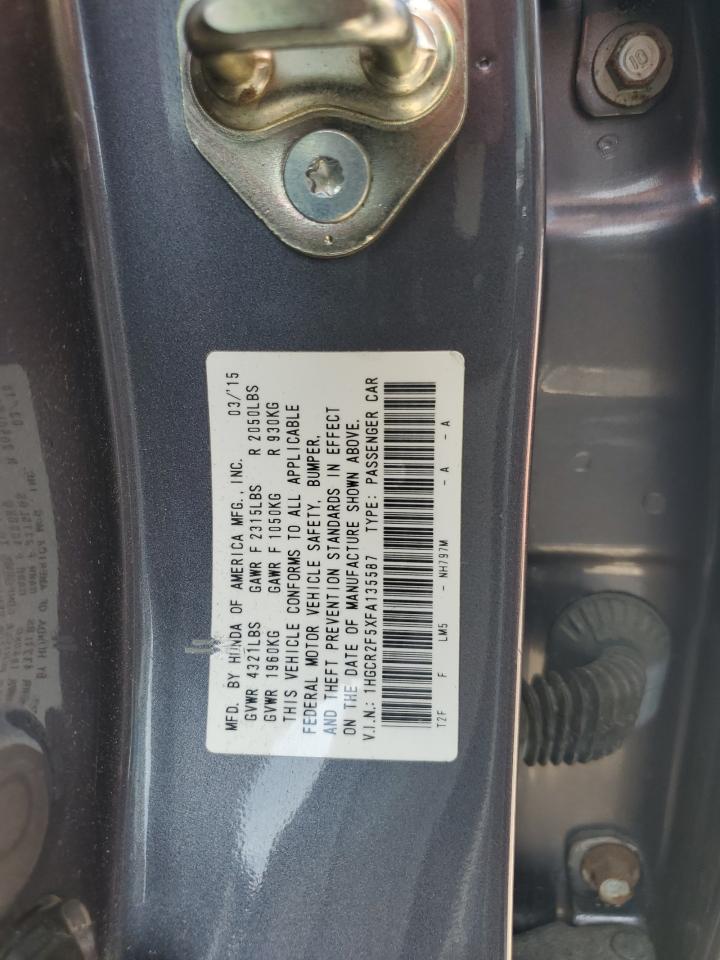 MFD. BY HONDA OF AMERICA MFG., INC. 03/'15
GVWR 4321LBS GAWR F 2315LBS R 2050LBS
GVWR 1960KG GAWR F 1050KG R 930KG
THIS VEHICLE CONFORMS TO ALL APPLICABLE
FEDERAL MOTOR VEHICLE SAFETY, BUMPER,
AND THEFT PREVENTION STANDARDS IN EFFECT
ON THE DATE OF MANUFACTURE SHOWN ABOVE.
V.I.N.: 1HGCR2F5XFA135587 TYPE: PASSENGER CAR
T2F F LM5 - NH797M - A - A
10